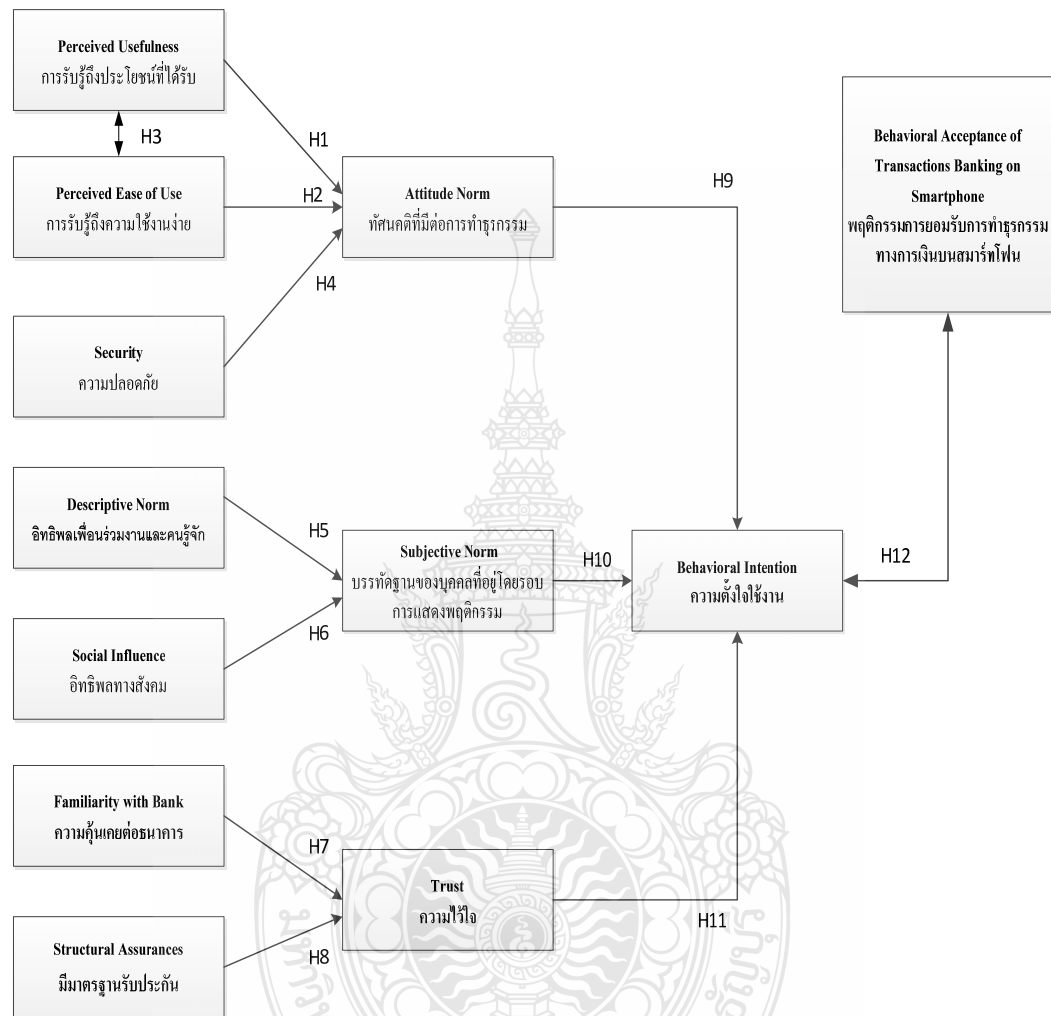 Perceived Usefulness
การรับรู้ถึงประโยชน์ที่ได้รับ
H3
H1
Perceived Ease of Use
การรับรู้ถึงความใช้งานง่าย
H2
Attitude Norm
ทัศนคติที่มีต่อการทำธุรกรรม
H9
Behavioral Acceptance of
Transactions Banking on
Smartphone
พฤติกรรมการยอมรับการทำธุรกรรม
ทางการเงินบนสมาร์ทโฟน
H4
Security
ความปลอดภัย
Descriptive Norm
อิทธิพลเพื่อนร่วมงานและคนรู้จัก
H5
Subjective Norm
บรรทัดฐานของบุคคลที่อยู่โดยรอบ
การแสดงพฤติกรรม
H10
Behavioral Intention
ความตั้งใจใช้งาน
H12
H6
Social Influence
อิทธิพลทางสังคม
Familiarity with Bank
ความคุ้นเคยต่อธนาคาร
H7
Trust
ความไว้ใจ
H11
H8
Structural Assurances
มีมาตรฐานรับประกัน